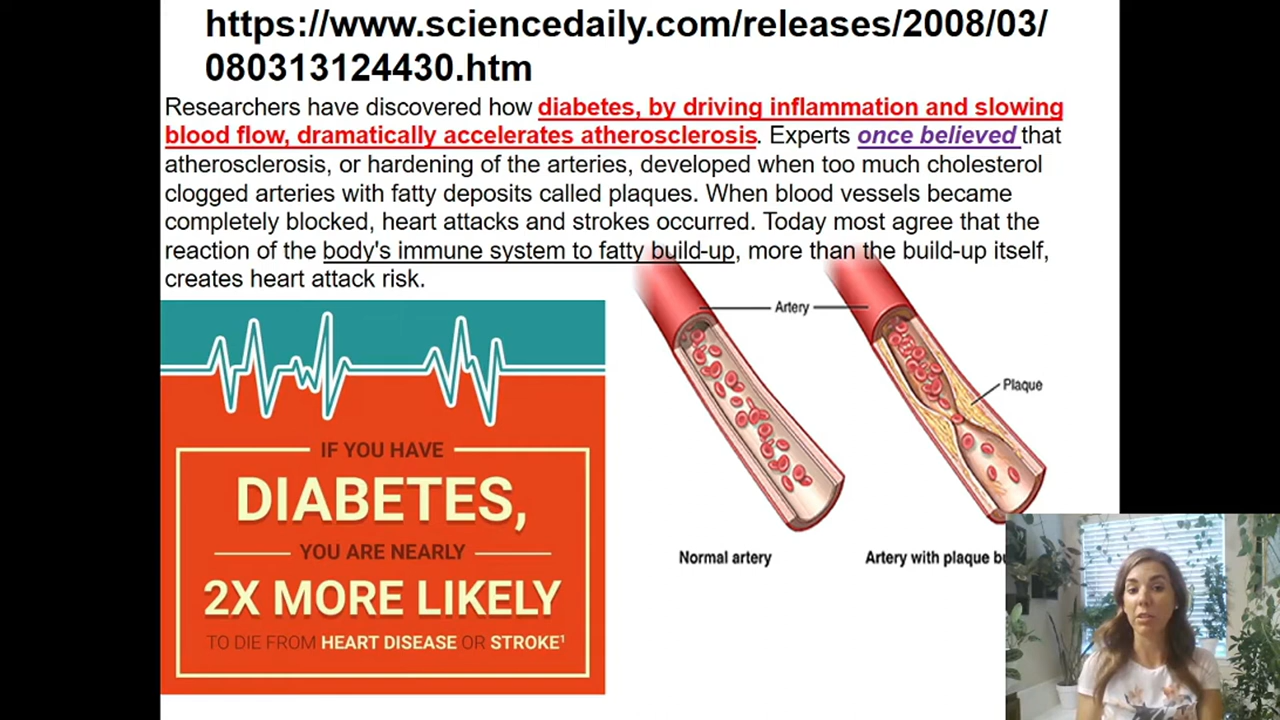 https://www.sciencedaily.com/releases/2008/03/
080313124430.htm
Researchers have discovered how diabetes, by driving inflammation and slowing
blood flow, dramatically accelerates atherosclerosis. Experts once believed that
atherosclerosis, or hardening of the arteries, developed when too much cholesterol
clogged arteries with fatty deposits called plaques. When blood vessels became
completely blocked, heart attacks and strokes occurred. Today most agree that the
reaction of the body's immune system to fatty build-up, more than the build-up itself,
creates heart attack risk.
Artery
Plaque
IF YOU HAVE
DIABETES,
YOU ARE NEARLY
2X MORE LIKELY
TO DIE FROM HEART DISEASE OR STROKE¹
Normal artery
Artery with plaque